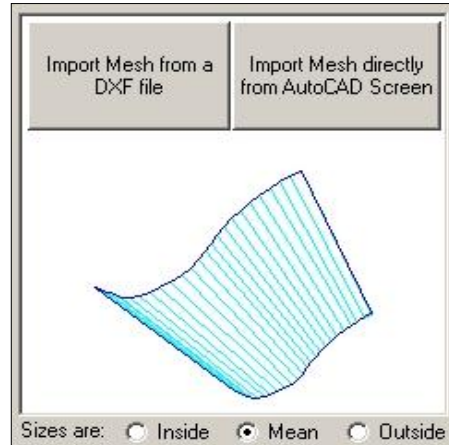 Import Mesh from a
DXF file
Import Mesh directly
from AutoCAD Screen
Sizes are: Inside Mean Outside